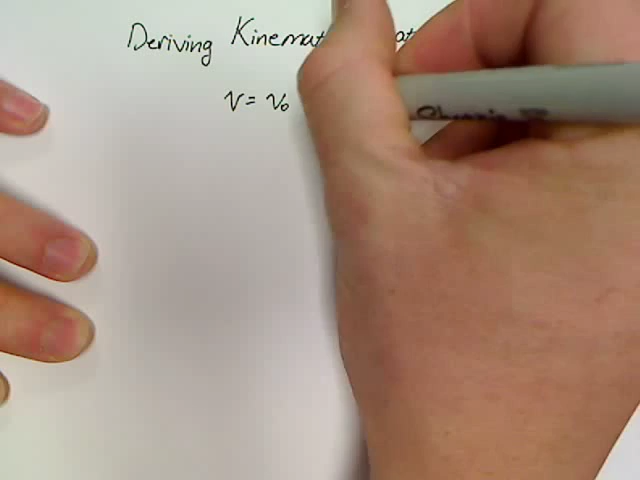 Deriving Kinemat
v = v₀